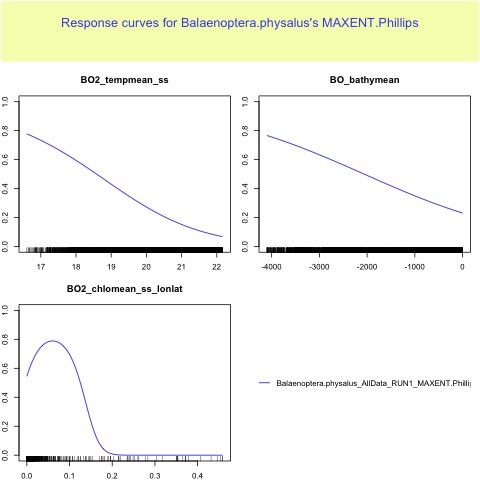 Response curves for Balaenoptera.physalus's MAXENT.Phillips
BO2_tempmean_ss
BO_bathymean
0.0 0.2 0.4 0.6 0.8 1.0
17 18 19 20 21 22
0.0 0.2 0.4 0.6 0.8 1.0
-4000 -3000 -2000 -1000 0
BO2_chlomean_ss_lonlat
0.0 0.2 0.4 0.6 0.8 1.0
0.0 0.1 0.2 0.3 0.4
Balaenoptera.physalus_AllData_RUN1_MAXENT.Philli